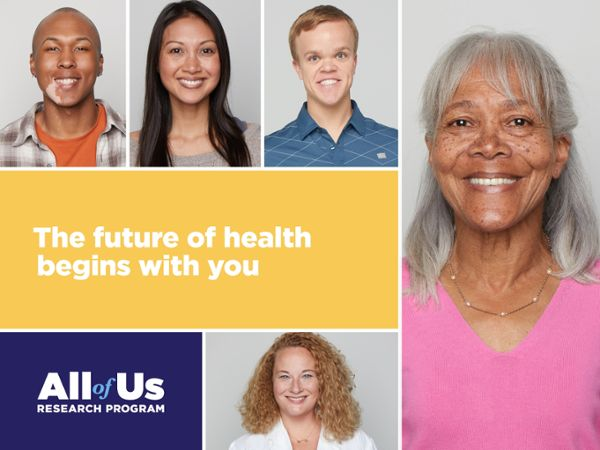 The future of health
begins with you
All of Us
RESEARCH PROGRAM